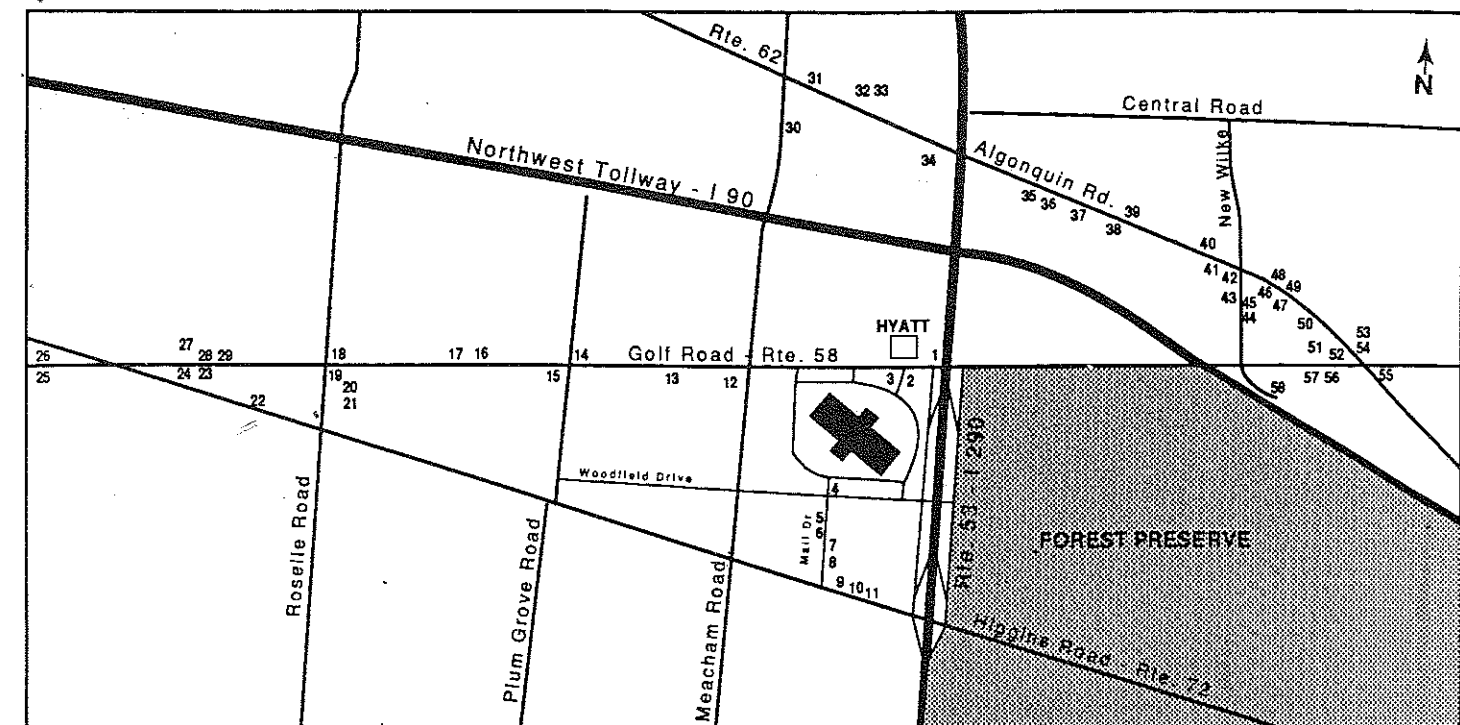 Rte. 62
31
32 33
N
Central Road
30
Northwest Tollway - I 90
34
Algonquin Rd.
New Wilke
35 36 37 38 39
40
41 42
43 45 46 47 48 49
44
50
HYATT
53
51 52 54
27
26 28 29 18 17 16 14 Golf Road - Rte. 58 1
25 24 23 19 15 13 12 3 2 57 56 55
20
21
22
58
Woodfield Drive
4
Roselle Road
Plum Grove Road
Meacham Road
Mall Dr
5
6
7
8
9 10 11
Rte 53 - I 290
FOREST PRESERVE
Higgins Road - Rte. 72